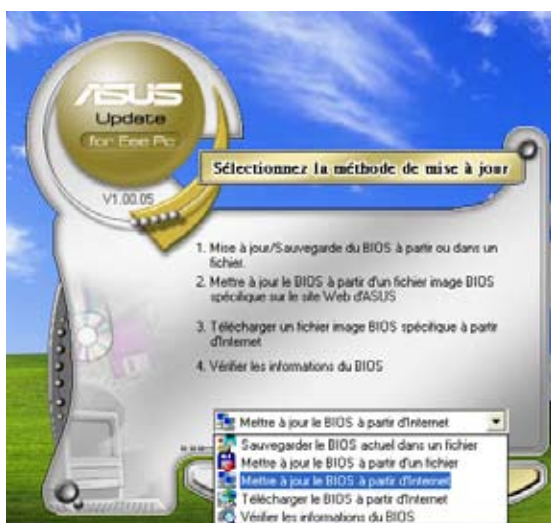 ASUS
Update
for Eee Pc
V1.00.05
Sélectionnez la méthode de mise à jour
1. Mise à jour/Sauvegarde du BIOS à partir ou dans un
fichier.
2. Mettre à jour le BIOS à partir d'un fichier image BIOS
spécifique sur le site Web d'ASUS
3. Télécharger un fichier image BIOS spécifique à partir
d'Internet
4. Vérifier les informations du BIOS
Mettre à jour le BIOS à partir d'Internet
Sauvegarder le BIOS actuel dans un fichier
Mettre à jour le BIOS à partir d'un fichier
Mettre à jour le BIOS à partir d'Internet
Télécharger le BIOS à partir d'Internet
Vérifier les informations du BIOS